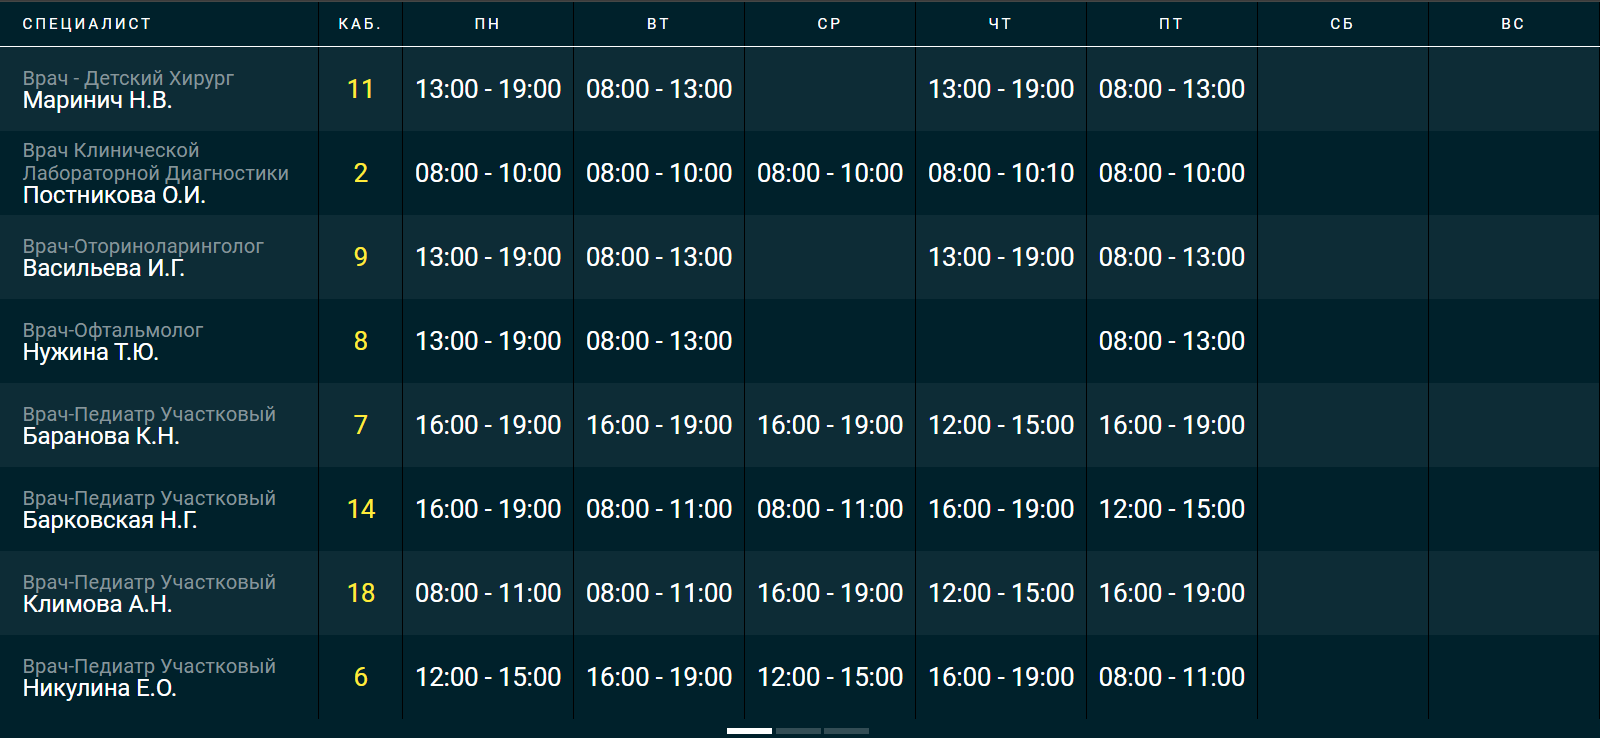 СПЕЦИАЛИСТ КАБ. ПН ВТ СР ЧТ ПТ СБ ВС
Врач - Детский Хирург
Маринич Н.В.
11 13:00 - 19:00 08:00 - 13:00 13:00 - 19:00 08:00 - 13:00
Врач Клинической
Лабораторной Диагностики
Постникова О.И.
2 08:00 - 10:00 08:00 - 10:00 08:00 - 10:00 08:00 - 10:10 08:00 - 10:00
Врач-Оториноларинголог
Васильева И.Г.
9 13:00 - 19:00 08:00 - 13:00 13:00 - 19:00 08:00 - 13:00
Врач-Офтальмолог
Нужина Т.Ю.
8 13:00 - 19:00 08:00 - 13:00 08:00 - 13:00
Врач-Педиатр Участковый
Баранова К.Н.
7 16:00 - 19:00 16:00 - 19:00 16:00 - 19:00 12:00 - 15:00 16:00 - 19:00
Врач-Педиатр Участковый
Барковская Н.Г.
14 16:00 - 19:00 08:00 - 11:00 08:00 - 11:00 16:00 - 19:00 12:00 - 15:00
Врач-Педиатр Участковый
Климова А.Н.
18 08:00 - 11:00 08:00 - 11:00 16:00 - 19:00 12:00 - 15:00 16:00 - 19:00
Врач-Педиатр Участковый
Никулина Е.О.
6 12:00 - 15:00 16:00 - 19:00 12:00 - 15:00 16:00 - 19:00 08:00 - 11:00